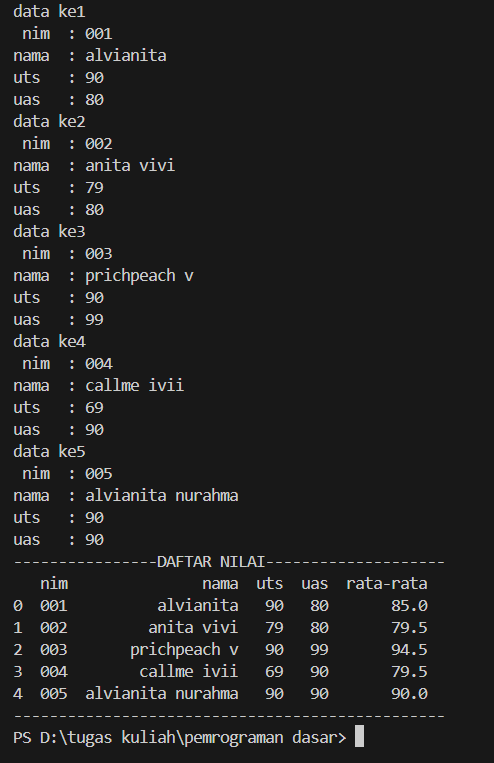 data ke1
 nim  : 001
nama  : alvianita
uts   : 90
uas   : 80
data ke2
 nim  : 002
nama  : anita vivi
uts   : 79
uas   : 80
data ke3
 nim  : 003
nama  : prichpeach v
uts   : 90
uas   : 99
data ke4
 nim  : 004
nama  : callme ivii
uts   : 69
uas   : 90
data ke5
 nim  : 005
nama  : alvianita nurahma
uts   : 90
uas   : 90
----------------DAFTAR NILAI--------------------
   nim               nama  uts  uas  rata-rata
0  001          alvianita   90   80       85.0
1  002         anita vivi   79   80       79.5
2  003       prichpeach v   90   99       94.5
3  004        callme ivii   69   90       79.5
4  005  alvianita nurahma   90   90       90.0
------------------------------------------------
PS D:\tugas kuliah\pemrograman dasar>